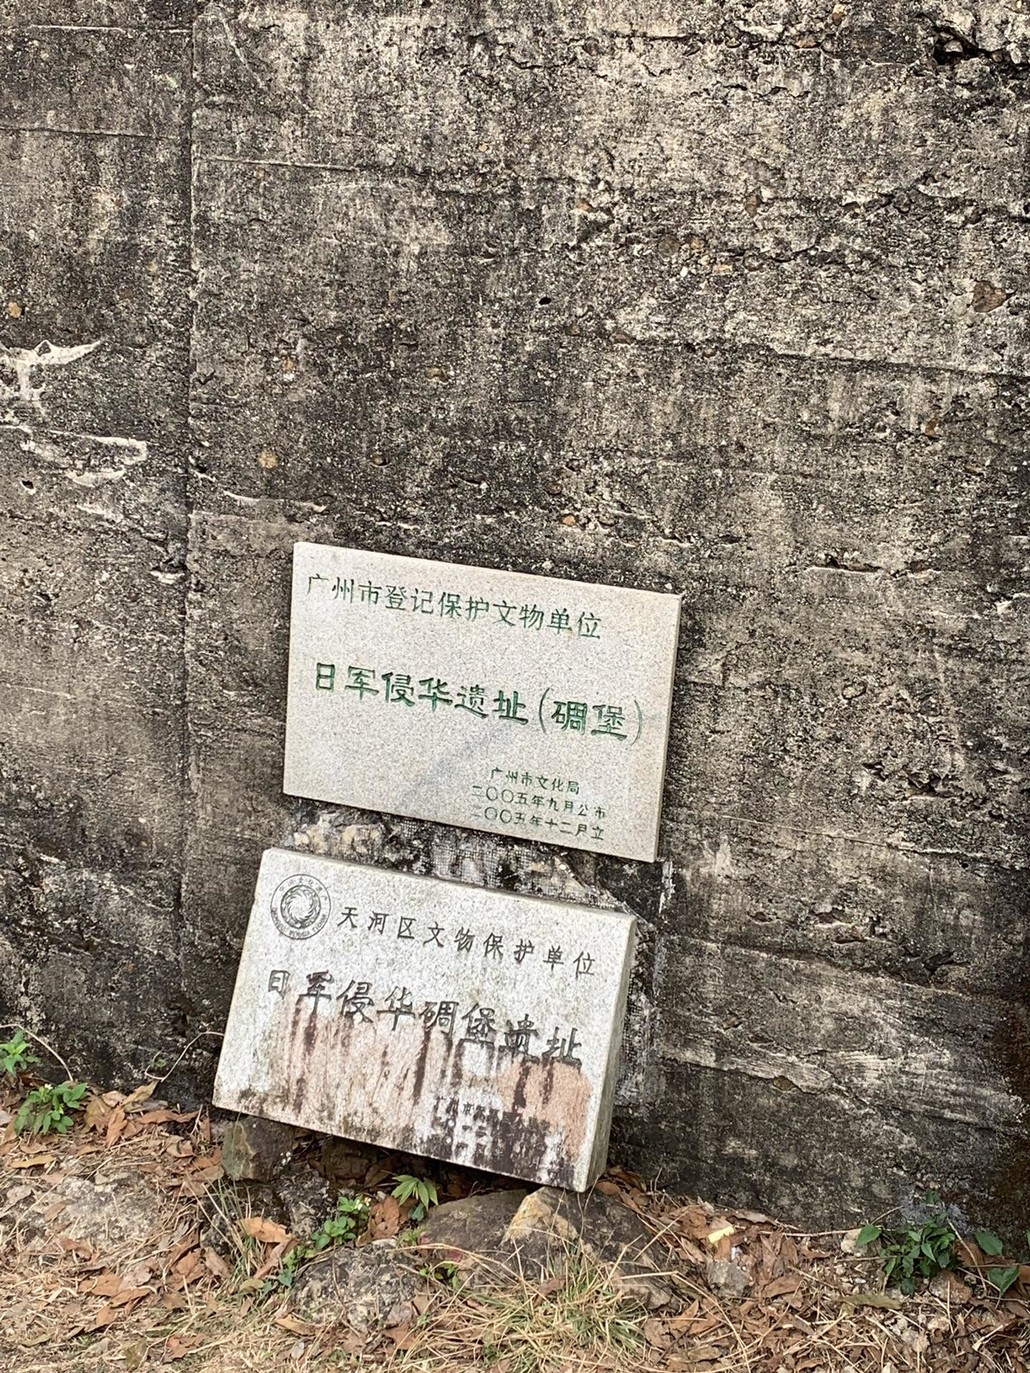 广州市登记保护文物单位
日军侵华遗址(碉堡)
广州市文化局
二〇〇五年九月公布
二〇〇五年十二月立
天河区文物保护单位
日军侵华碉堡遗址